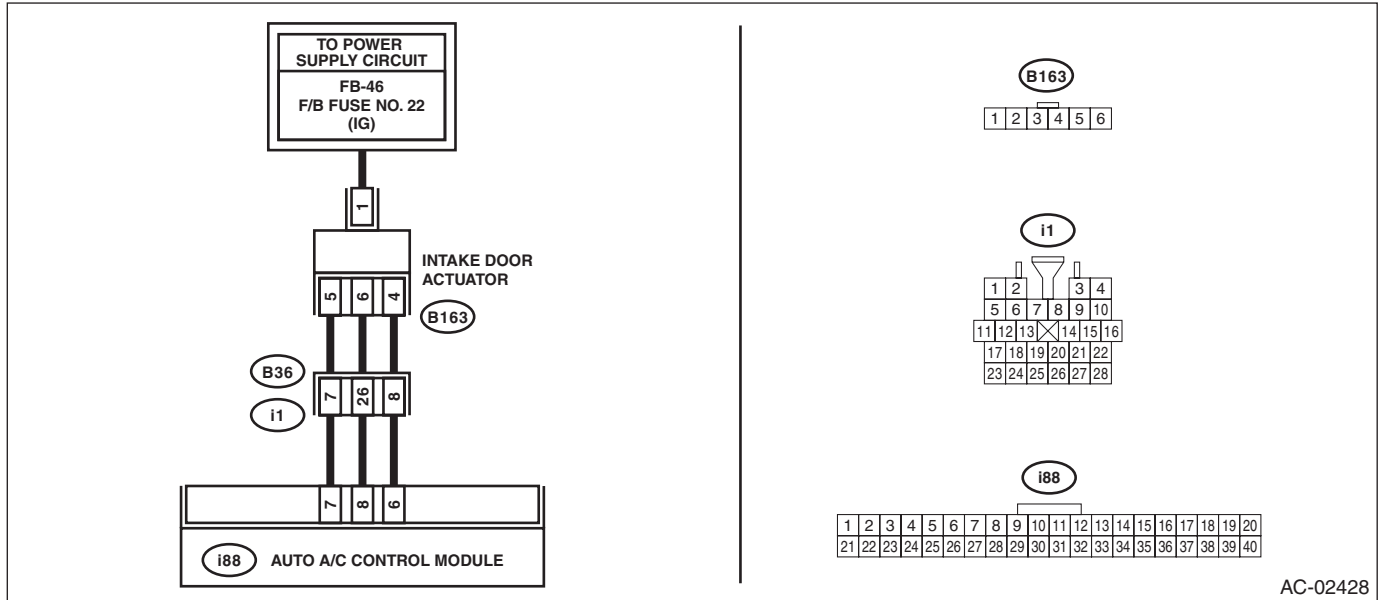 TO POWER
SUPPLY CIRCUIT
FB-46
F/B FUSE NO. 22
(IG)
1
INTAKE DOOR
ACTUATOR
5 6 4
B163
B36
7 26 8
i1
7 8 6
i88 AUTO A/C CONTROL MODULE
B163
1 2 3 4 5 6
i1
1 2 3 4
5 6 7 8 9 10
11 12 13 14 15 16
17 18 19 20 21 22
23 24 25 26 27 28
i88
1 2 3 4 5 6 7 8 9 10 11 12 13 14 15 16 17 18 19 20
21 22 23 24 25 26 27 28 29 30 31 32 33 34 35 36 37 38 39 40
AC-02428